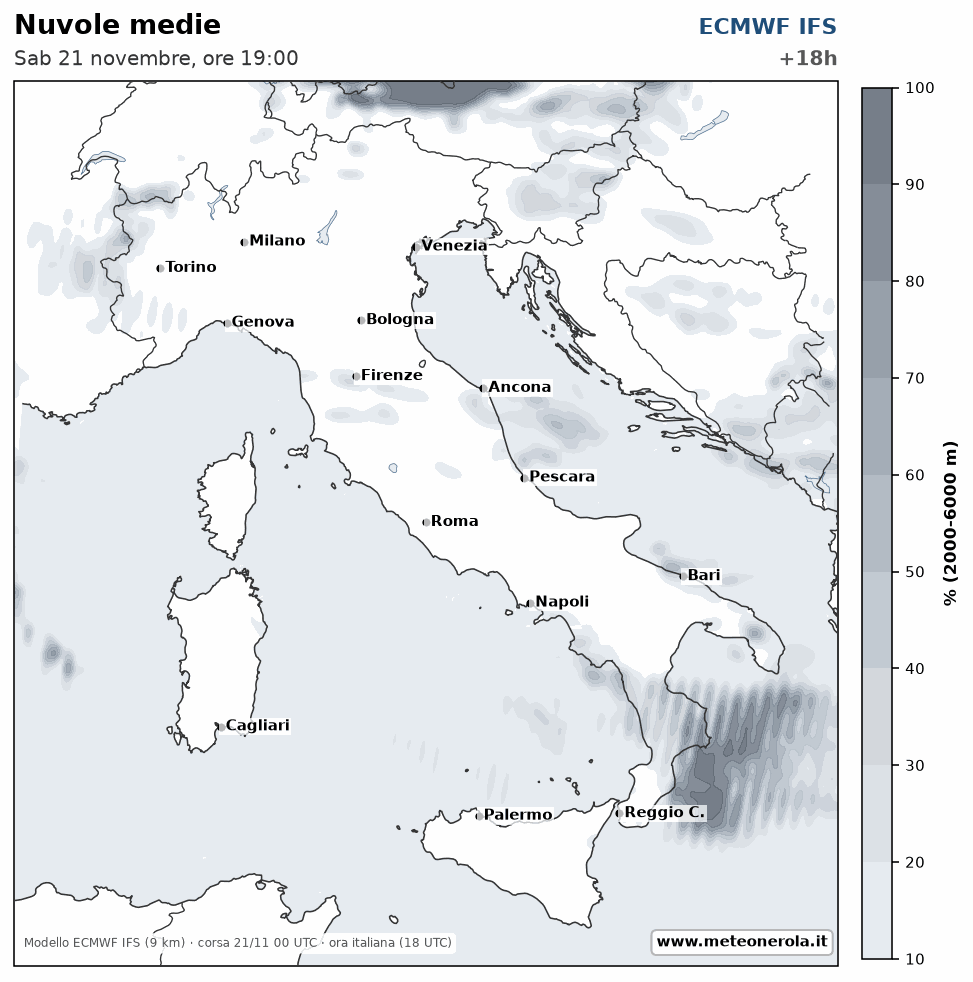 Nuvole medie
ECMWF IFS
Sab 21 novembre, ore 19:00
+18h
Milano
Venezia
Torino
Genova
Bologna
Firenze
Ancona
Pescara
Roma
Bari
Napoli
Cagliari
Palermo
Reggio C.
Modello ECMWF IFS (9 km) · corsa 21/11 00 UTC · ora italiana (18 UTC)
www.meteonerola.it
100
90
80
70
60
50
40
30
20
10
% (2000-6000 m)